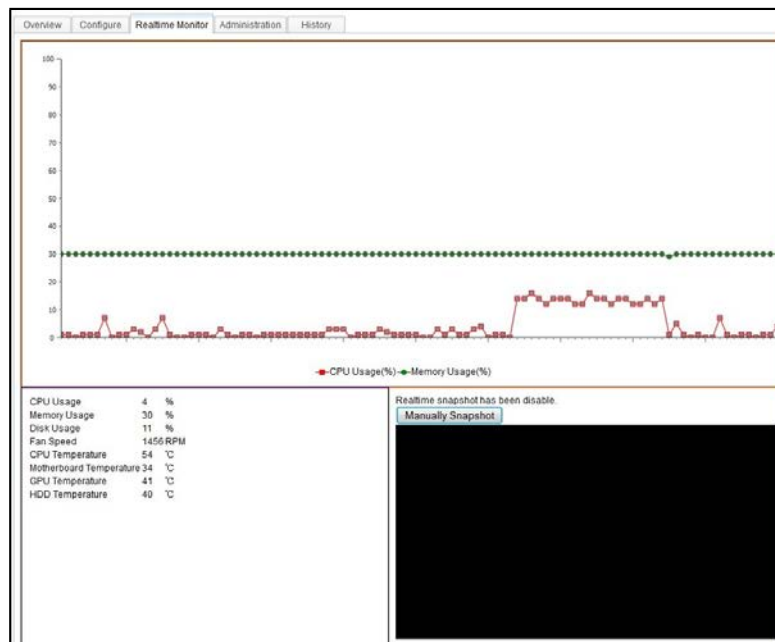 Overview Configure Realtime Monitor Administration History
100
90
80
70
60
50
40
30
20
10
0
CPU Usage(%) Memory Usage(%)
CPU Usage 4 %
Memory Usage 30 %
Disk Usage 11 %
Fan Speed 1456 RPM
CPU Temperature 54 ℃
Motherboard Temperature 34 ℃
GPU Temperature 41 ℃
HDD Temperature 40 ℃
Realtime snapshot has been disable.
Manually Snapshot